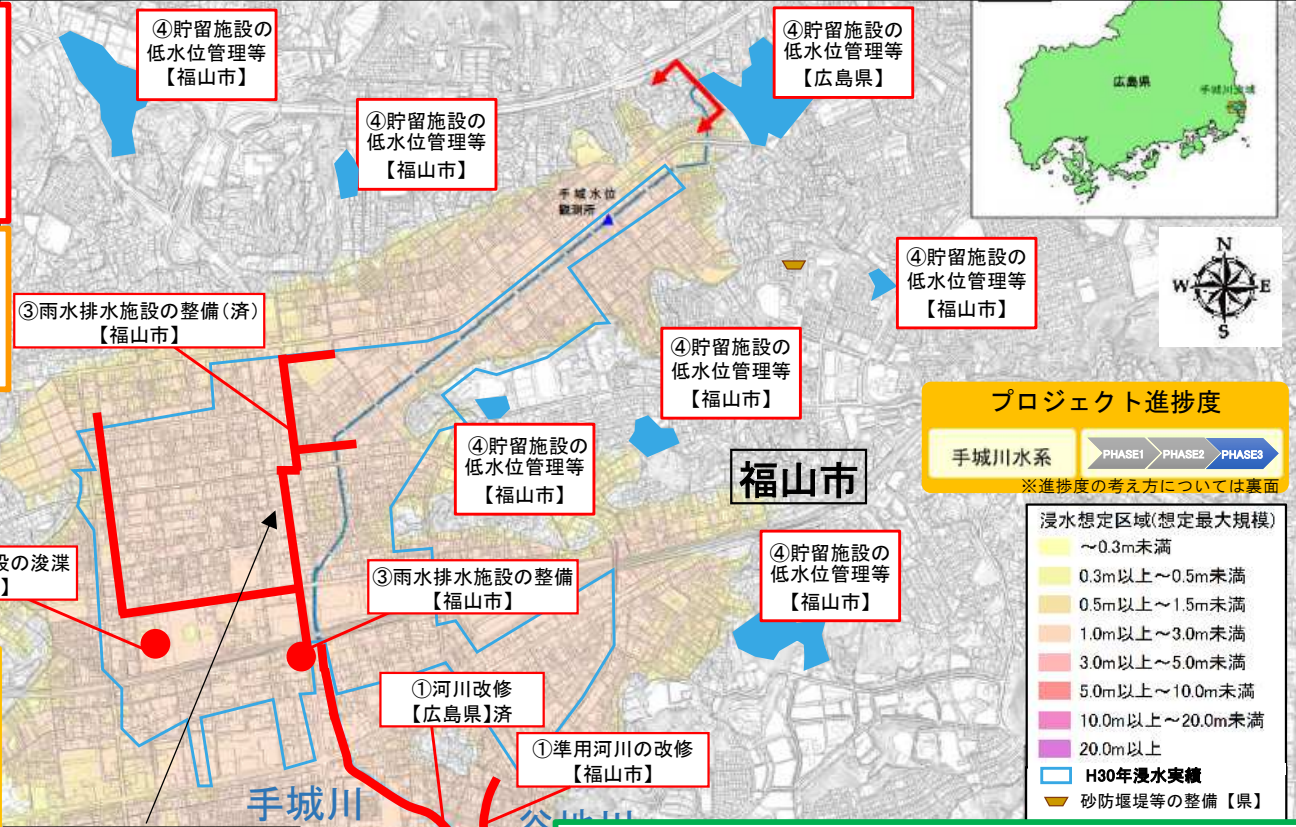 ④貯留施設の
低水位管理等
【福山市】
④貯留施設の
低水位管理等
【広島県】
④貯留施設の
低水位管理等
【福山市】
広島県
手城川流域
手城水位
観測所
N
W
E
S
④貯留施設の
低水位管理等
【福山市】
③雨水排水施設の整備(済)
【福山市】
④貯留施設の
低水位管理等
【福山市】
④貯留施設の
低水位管理等
【福山市】
福山市
プロジェクト進捗度
手城川水系
PHASE1 PHASE2 PHASE3
※進捗度の考え方については裏面
④貯留施設の
低水位管理等
【福山市】
設の浚渫
】
③雨水排水施設の整備
【福山市】
①河川改修
【広島県】済
①準用河川の改修
【福山市】
手城川
谷地川
浸水想定区域(想定最大規模)
～0.3m未満
0.3m以上～0.5m未満
0.5m以上～1.5m未満
1.0m以上～3.0m未満
3.0m以上～5.0m未満
5.0m以上～10.0m未満
10.0m以上～20.0m未満
20.0m以上
H30年浸水実績
砂防堰堤等の整備【県】